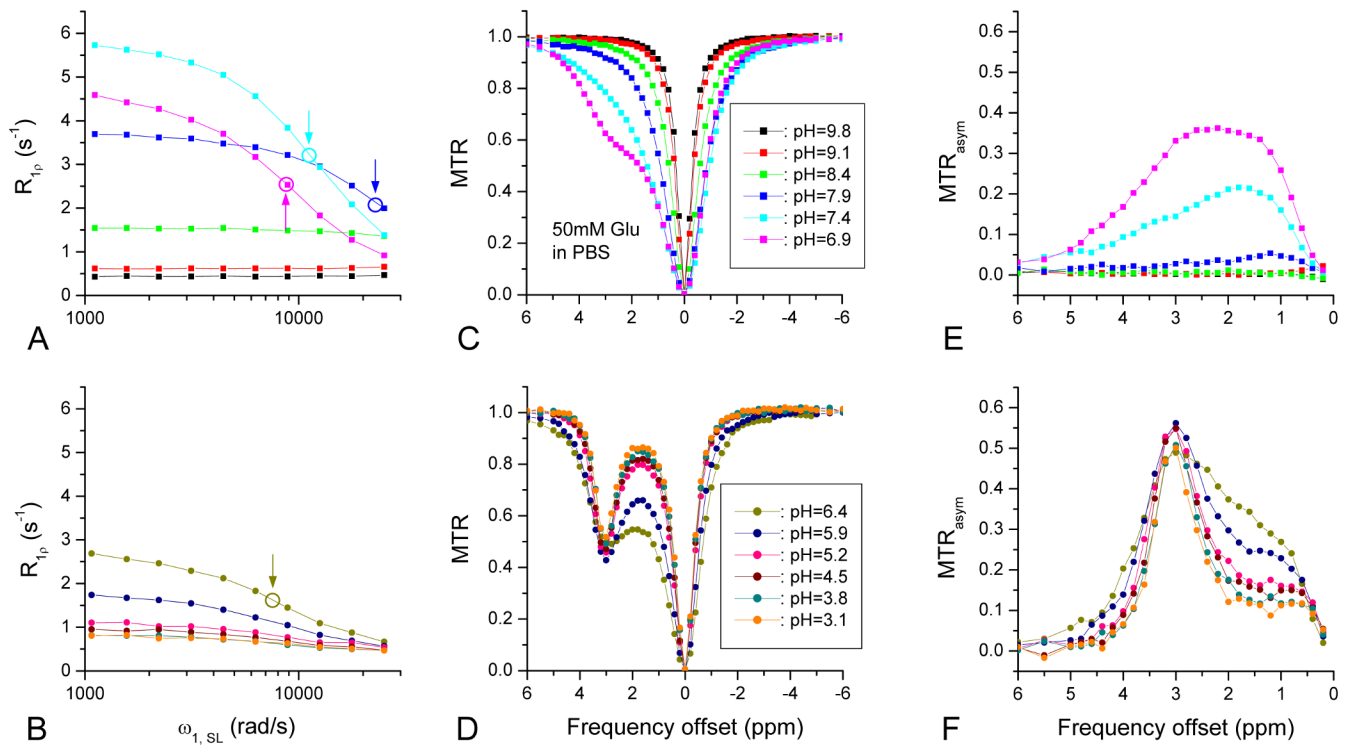 R1ρ (s-1)
6
5
4
3
2
1
0
1000
10000
A
MTR
1.0
0.8
0.6
0.4
0.2
0.0
6
4
2
0
-2
-4
-6
50mM Glu
in PBS
: pH=9.8
: pH=9.1
: pH=8.4
: pH=7.9
: pH=7.4
: pH=6.9
C
MTRasym
0.6
0.5
0.4
0.3
0.2
0.1
0.0
6
5
4
3
2
1
0
E
R1ρ (s-1)
6
5
4
3
2
1
0
1000
10000
ω1, SL (rad/s)
B
MTR
1.0
0.8
0.6
0.4
0.2
0.0
6
4
2
0
-2
-4
-6
: pH=6.4
: pH=5.9
: pH=5.2
: pH=4.5
: pH=3.8
: pH=3.1
Frequency offset (ppm)
D
MTRasym
0.6
0.5
0.4
0.3
0.2
0.1
0.0
6
5
4
3
2
1
0
Frequency offset (ppm)
F